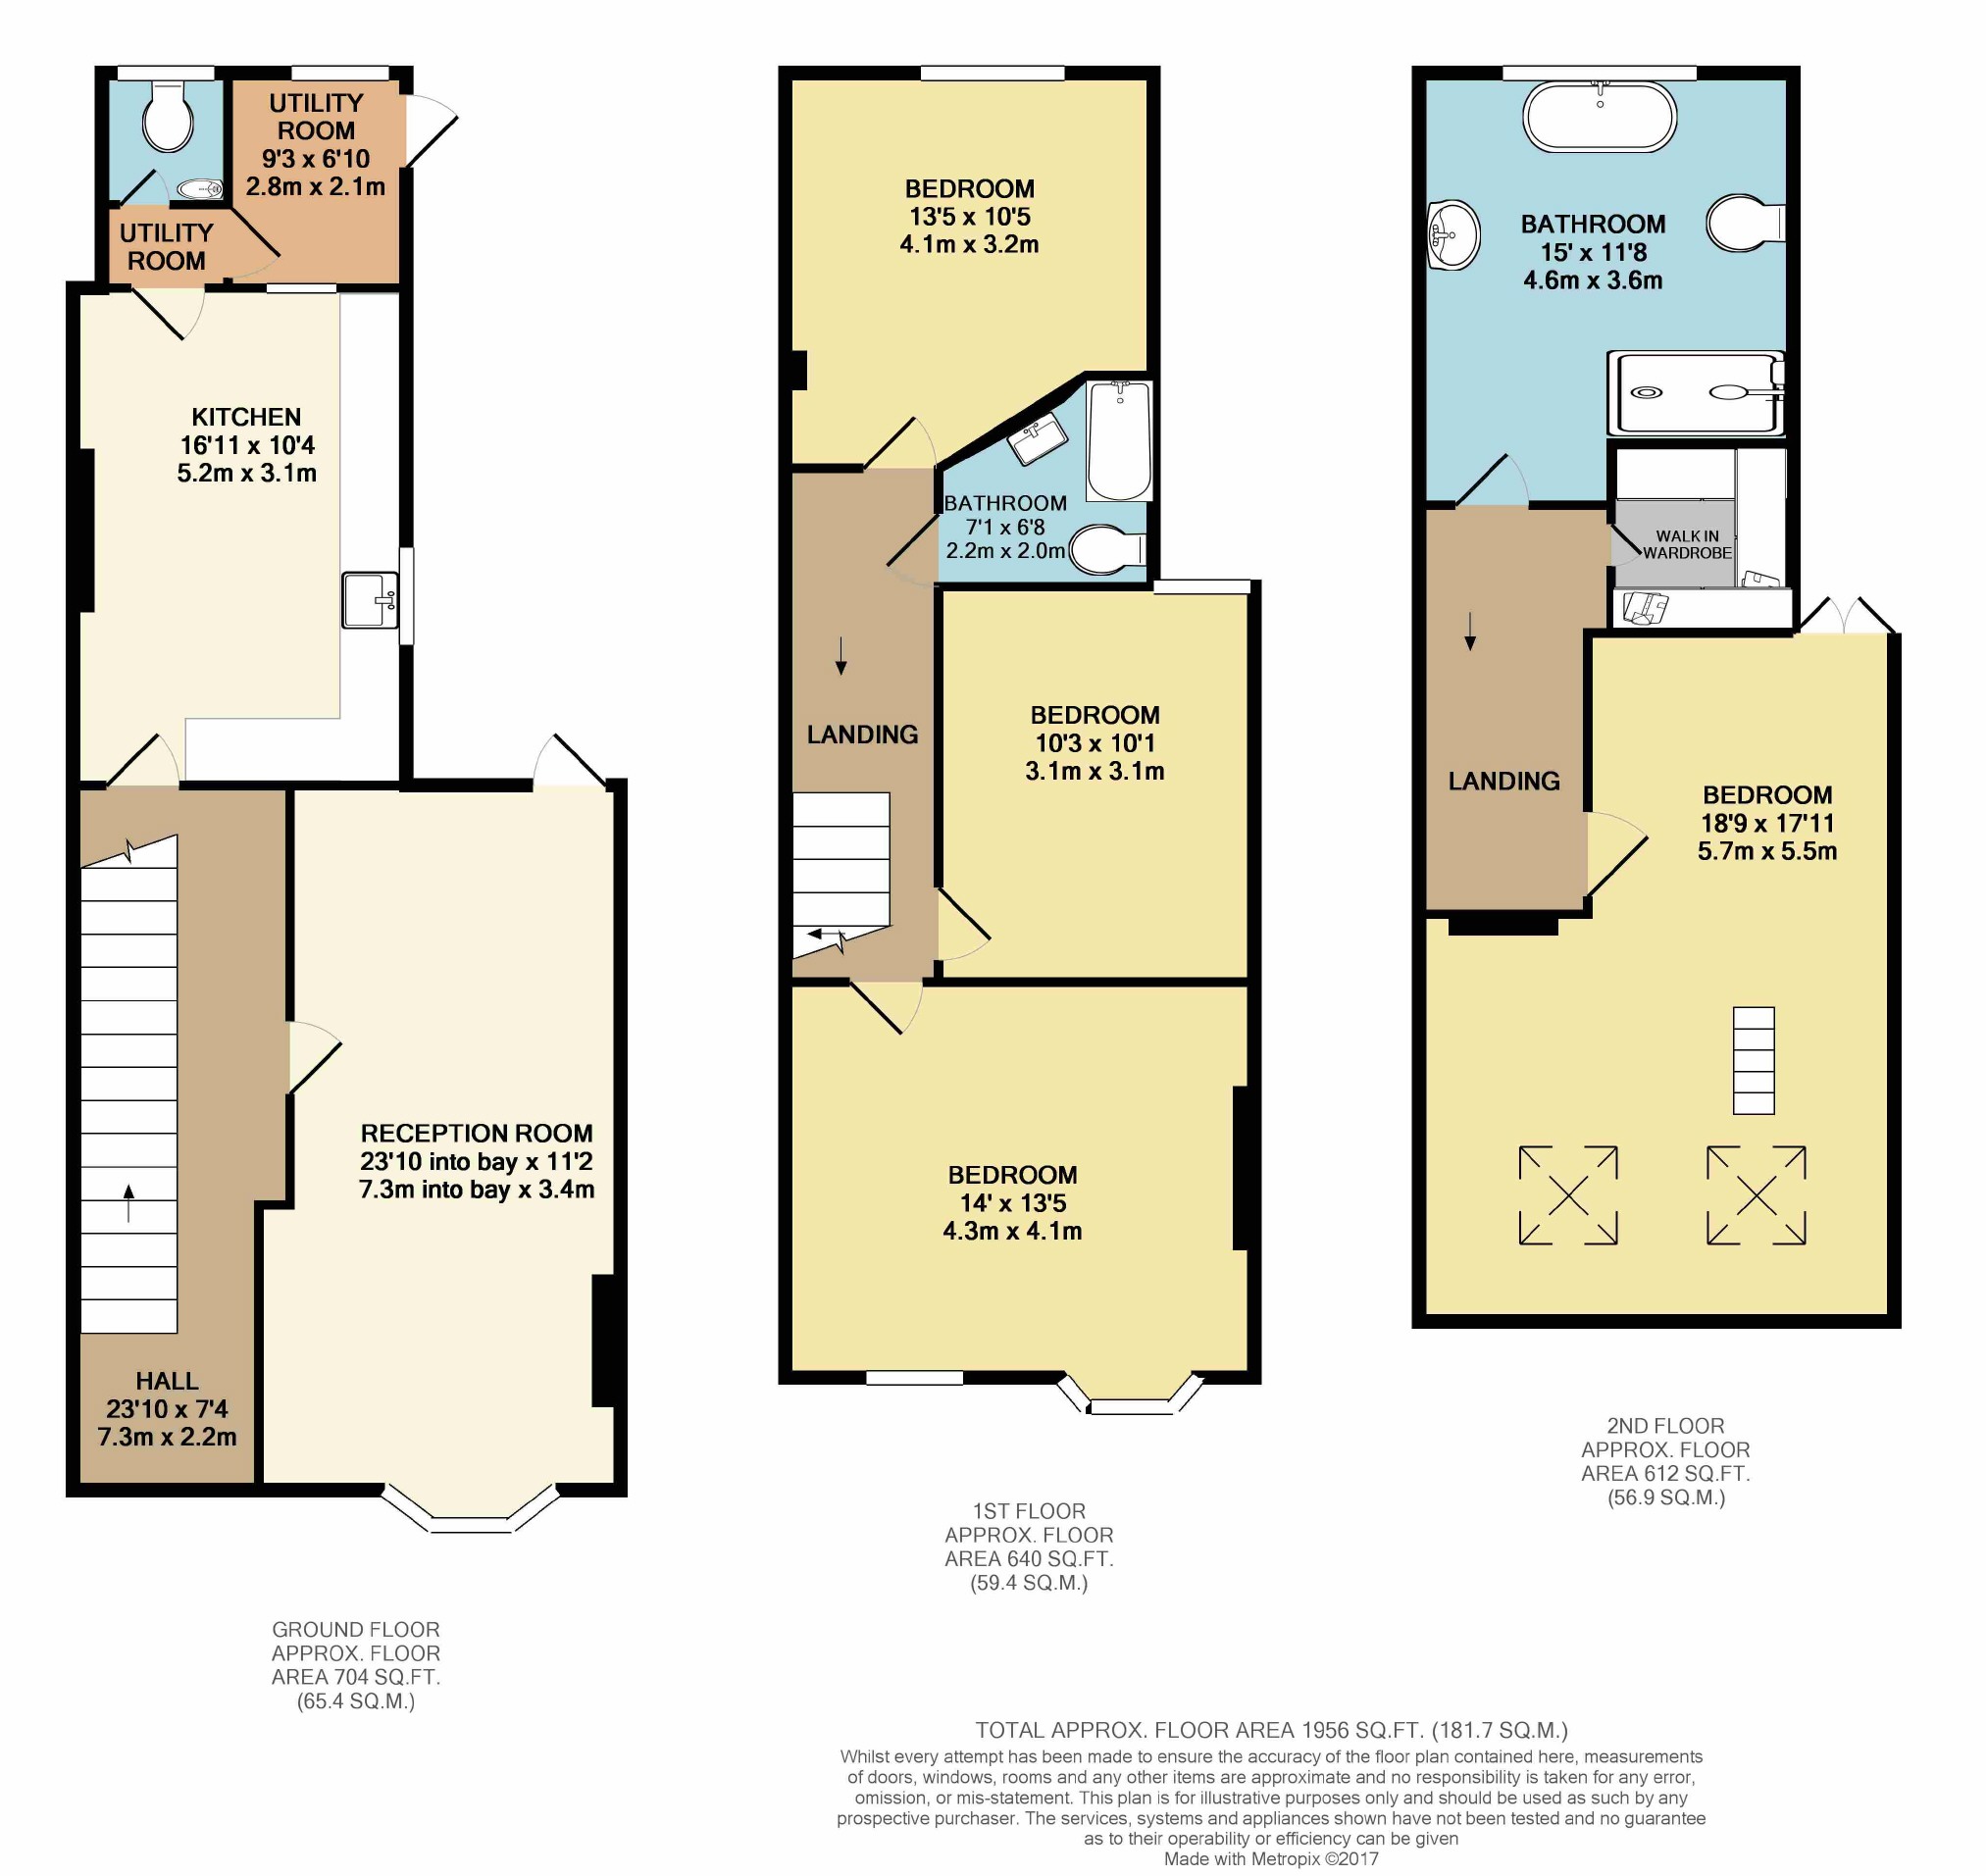 UTILITY
ROOM
9'3 x 6'10
2.8m x 2.1m
UTILITY
ROOM
KITCHEN
16'11 x 10'4
5.2m x 3.1m
RECEPTION ROOM
23'10 into bay x 11'2
7.3m into bay x 3.4m
HALL
23'10 x 7'4
7.3m x 2.2m
GROUND FLOOR
APPROX. FLOOR
AREA 704 SQ.FT.
(65.4 SQ.M.)
BEDROOM
13'5 x 10'5
4.1m x 3.2m
BATHROOM
7'1 x 6'8
2.2m x 2.0m
LANDING
BEDROOM
10'3 x 10'1
3.1m x 3.1m
BEDROOM
14' x 13'5
4.3m x 4.1m
1ST FLOOR
APPROX. FLOOR
AREA 640 SQ.FT.
(59.4 SQ.M.)
BATHROOM
15' x 11'8
4.6m x 3.6m
WALK IN
WARDROBE
LANDING
BEDROOM
18'9 x 17'11
5.7m x 5.5m
2ND FLOOR
APPROX. FLOOR
AREA 612 SQ.FT.
(56.9 SQ.M.)
TOTAL APPROX. FLOOR AREA 1956 SQ.FT. (181.7 SQ.M.)
Whilst every attempt has been made to ensure the accuracy of the floor plan contained here, measurements
of doors, windows, rooms and any other items are approximate and no responsibility is taken for any error,
omission, or mis-statement. This plan is for illustrative purposes only and should be used as such by any
prospective purchaser. The services, systems and appliances shown have not been tested and no guarantee
as to their operability or efficiency can be given
Made with Metropix ©2017